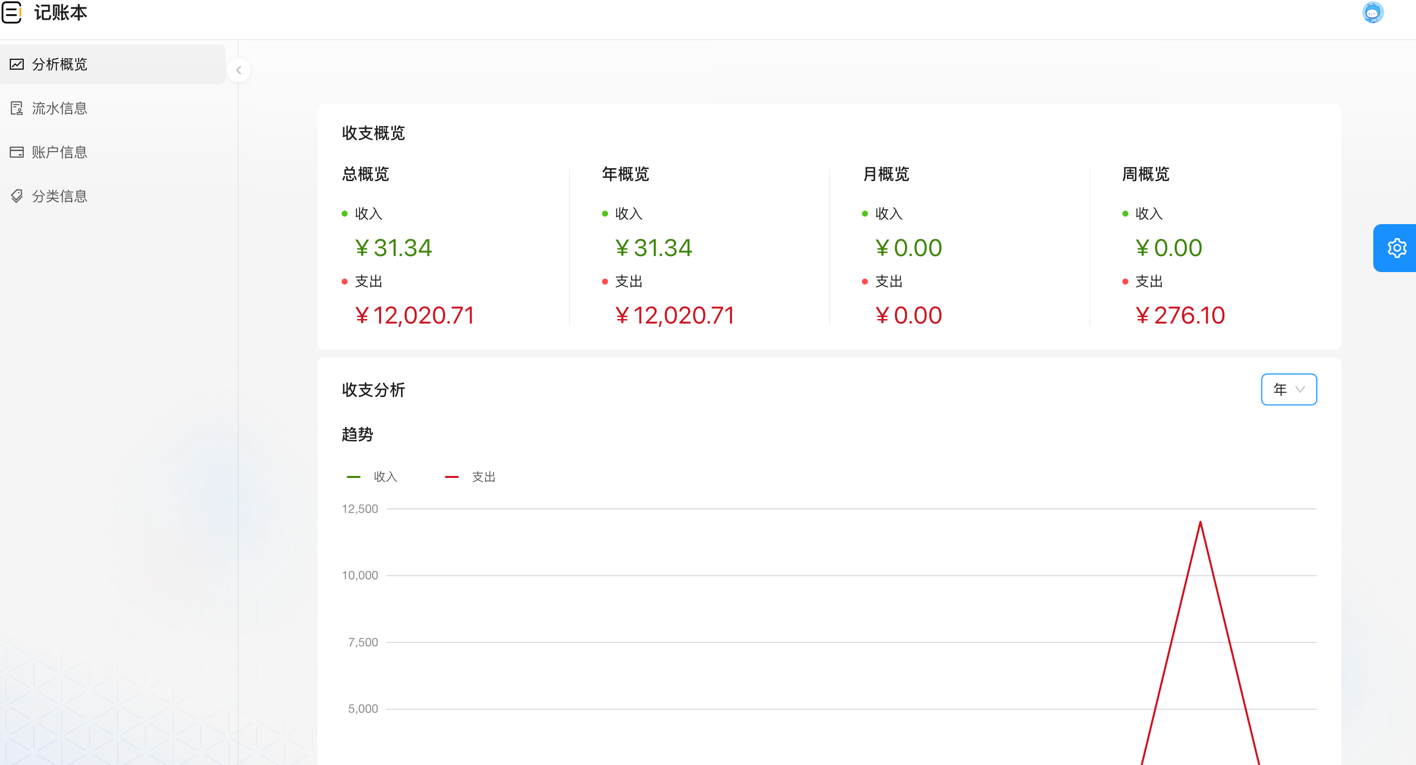 记账本
分析概览
流水信息
账户信息
分类信息
收支概览
总概览
收入
¥31.34
支出
¥12,020.71
年概览
收入
¥31.34
支出
¥12,020.71
月概览
收入
¥0.00
支出
¥0.00
周概览
收入
¥0.00
支出
¥276.10
收支分析
年
趋势
收入 支出
12,500
10,000
7,500
5,000